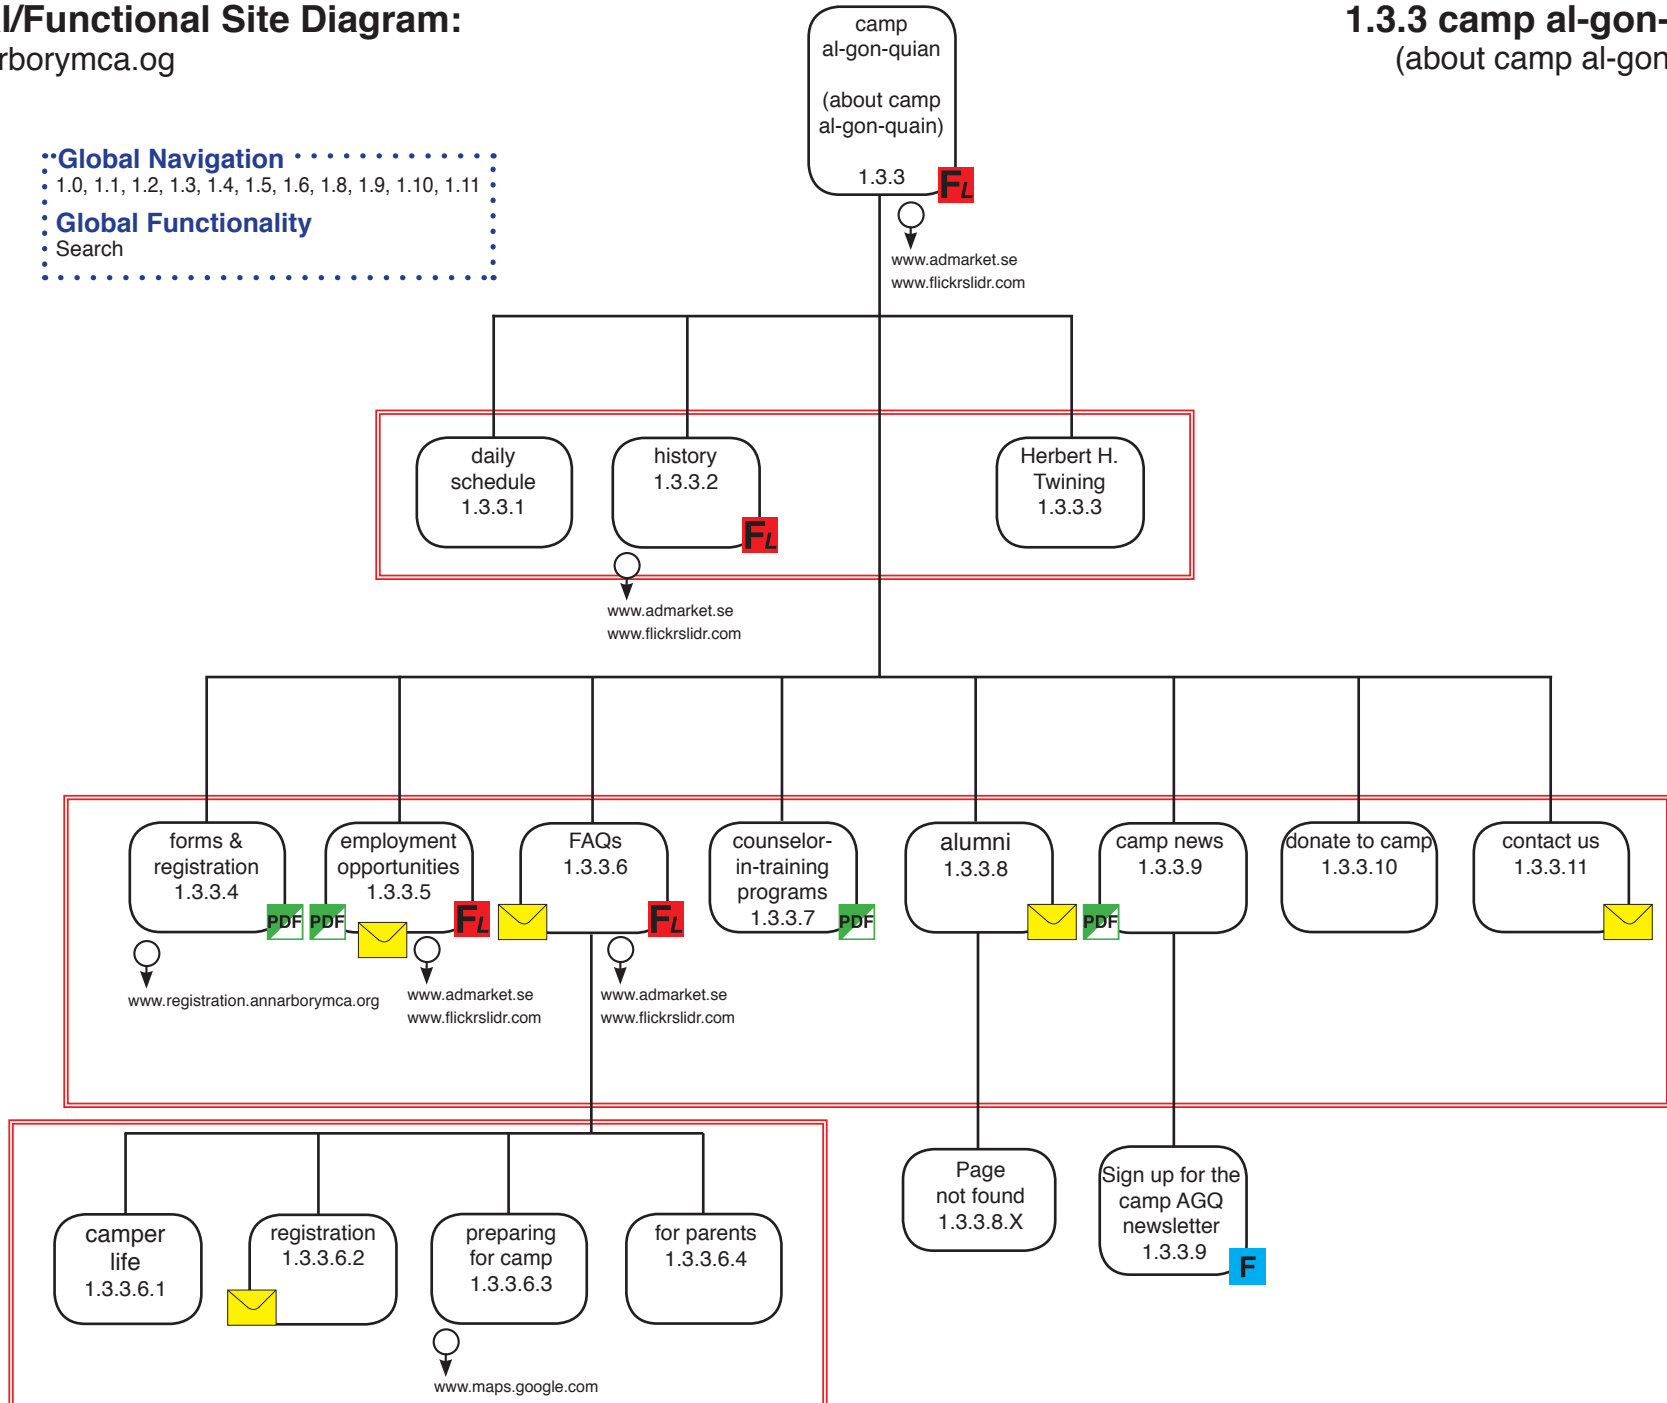 l/Functional Site Diagram:
rborymca.og
1.3.3 camp al-gon-
(about camp al-gon
camp
al-gon-quian
(about camp
al-gon-quain)
1.3.3
FL
www.admarket.se
www.flickrslidr.com
Global Navigation
1.0, 1.1, 1.2, 1.3, 1.4, 1.5, 1.6, 1.8, 1.9, 1.10, 1.11
Global Functionality
Search
daily
schedule
1.3.3.1
history
1.3.3.2
FL
www.admarket.se
www.flickrslidr.com
Herbert H.
Twining
1.3.3.3
forms &
registration
1.3.3.4
PDF
www.registration.annarborymca.org
employment
opportunities
1.3.3.5
PDF
FL
www.admarket.se
www.flickrslidr.com
FAQs
1.3.3.6
FL
www.admarket.se
www.flickrslidr.com
counselor-
in-training
programs
1.3.3.7
PDF
alumni
1.3.3.8
camp news
1.3.3.9
PDF
donate to camp
1.3.3.10
contact us
1.3.3.11
camper
life
1.3.3.6.1
registration
1.3.3.6.2
preparing
for camp
1.3.3.6.3
www.maps.google.com
for parents
1.3.3.6.4
Page
not found
1.3.3.8.X
Sign up for the
camp AGQ
newsletter
1.3.3.9
F